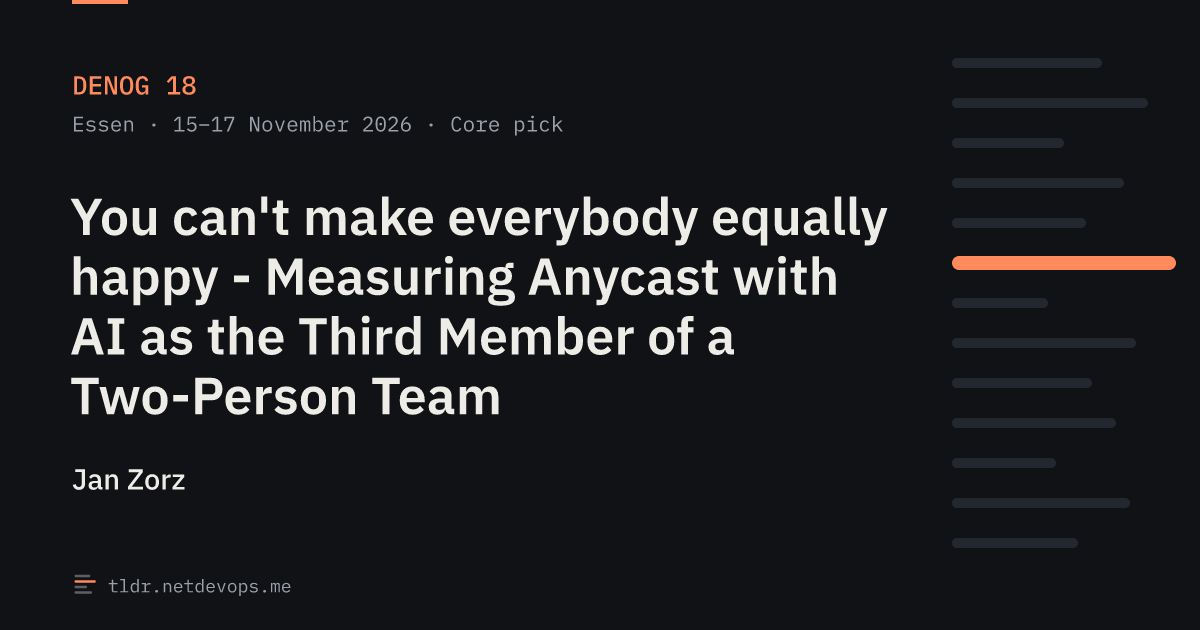 DENOG 18
Essen · 15–17 November 2026 · Core pick
You can't make everybody equally
happy - Measuring Anycast with
AI as the Third Member of a
Two-Person Team
Jan Zorz
tldr.netdevops.me